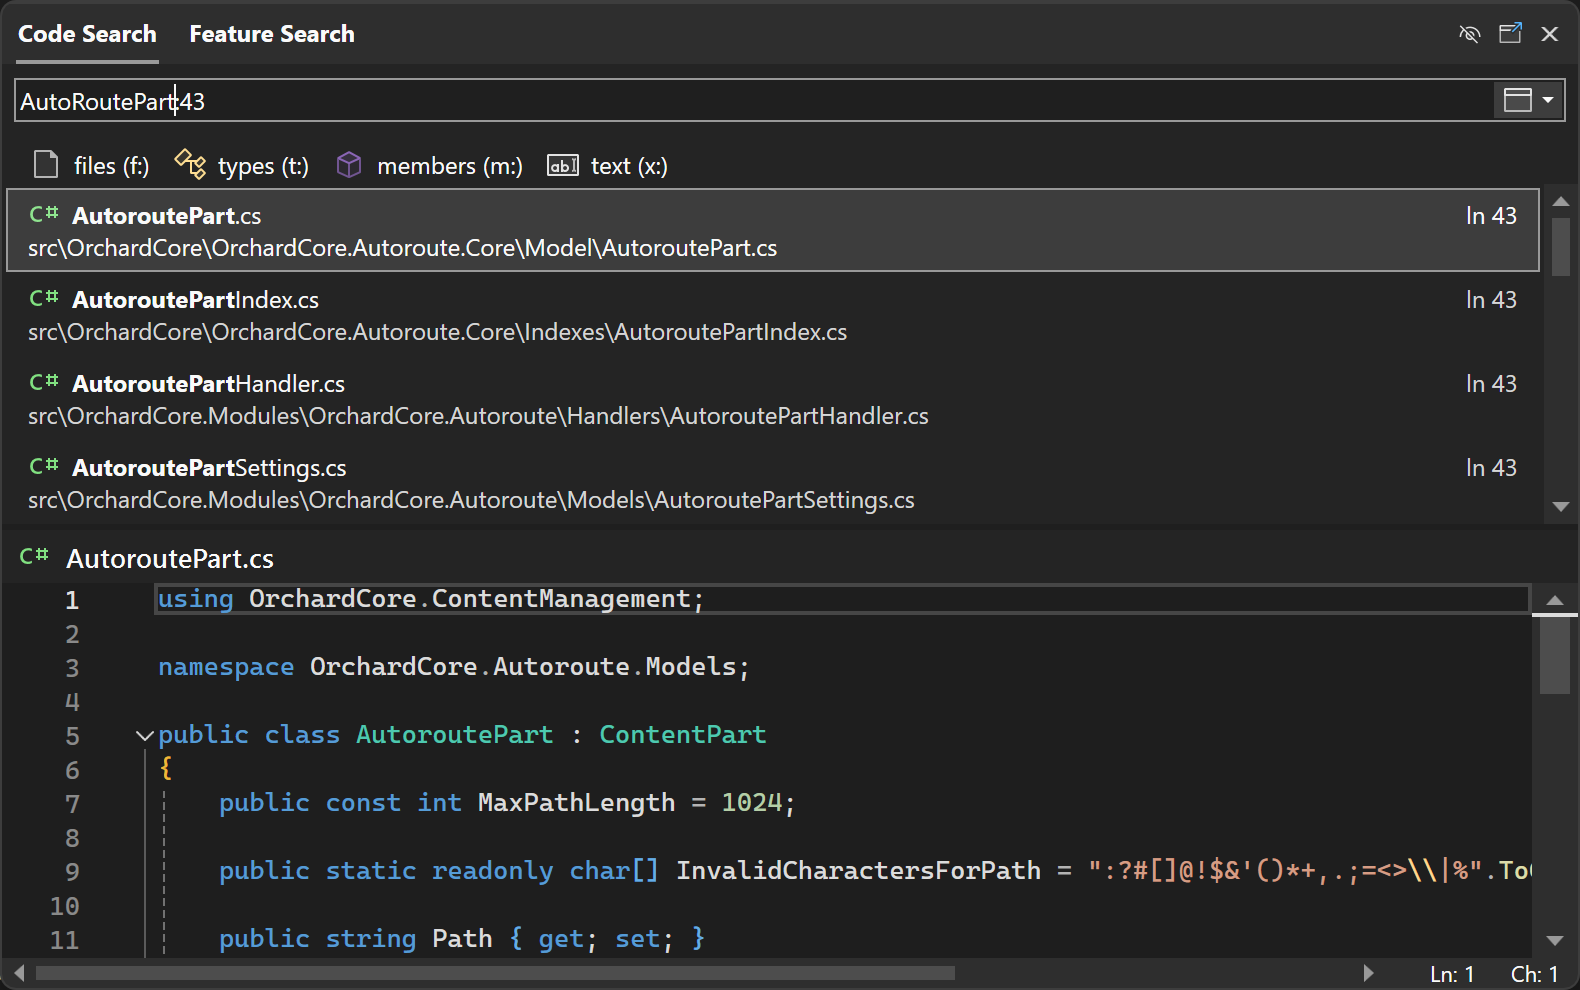 Code Search Feature Search
AutoRoutePart:43
files (f:) types (t:) members (m:) ab text (x:)
C# AutoroutePart.cs ln 43
src\OrchardCore\OrchardCore.Autoroute.Core\Model\AutoroutePart.cs
C# AutoroutePartIndex.cs ln 43
src\OrchardCore\OrchardCore.Autoroute.Core\Indexes\AutoroutePartIndex.cs
C# AutoroutePartHandler.cs ln 43
src\OrchardCore.Modules\OrchardCore.Autoroute\Handlers\AutoroutePartHandler.cs
C# AutoroutePartSettings.cs ln 43
src\OrchardCore.Modules\OrchardCore.Autoroute\Models\AutoroutePartSettings.cs
C# AutoroutePart.cs
1 using OrchardCore.ContentManagement;
2
3 namespace OrchardCore.Autoroute.Models;
4
5 public class AutoroutePart : ContentPart
6 {
7 public const int MaxPathLength = 1024;
8
9 public static readonly char[] InvalidCharactersForPath = ":?#[]@!$&'()*+,.;=<>\\|%".To
10
11 public string Path { get; set; }
Ln: 1 Ch: 1